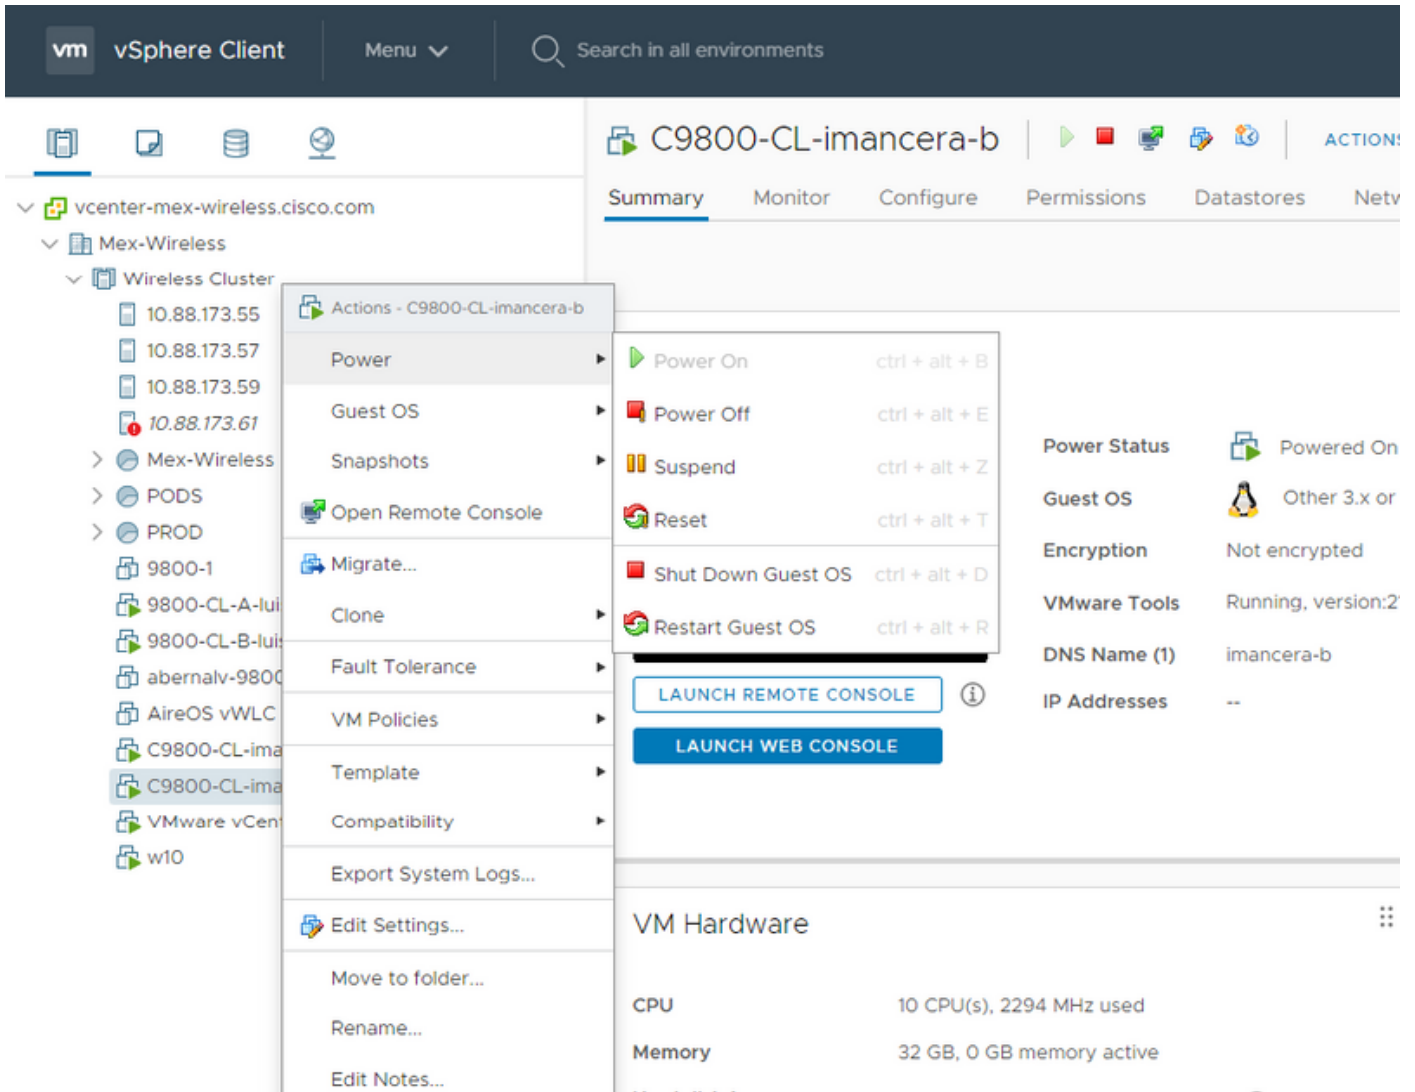 vm vSphere Client Menu Search in all environments
C9800-CL-imancera-b ACTIONS
Summary Monitor Configure Permissions Datastores Netw
vcenter-mex-wireless.cisco.com
Mex-Wireless
Wireless Cluster
10.88.173.55
10.88.173.57
10.88.173.59
10.88.173.61
Mex-Wireless
PODS
PROD
9800-1
9800-CL-A-lui
9800-CL-B-luis
abernalv-9800
AireOS vWLC
C9800-CL-ima
C9800-CL-ima
VMware vCen
w10
Actions - C9800-CL-imancera-b
Power
Guest OS
Snapshots
Open Remote Console
Migrate...
Clone
Fault Tolerance
VM Policies
Template
Compatibility
Export System Logs...
Edit Settings...
Move to folder...
Rename...
Edit Notes...
Power On ctrl + alt + B
Power Off ctrl + alt + E
Suspend ctrl + alt + Z
Reset ctrl + alt + T
Shut Down Guest OS ctrl + alt + D
Restart Guest OS ctrl + alt + R
LAUNCH REMOTE CONSOLE
LAUNCH WEB CONSOLE
Power Status Powered On
Guest OS Other 3.x or
Encryption Not encrypted
VMware Tools Running, version:2
DNS Name (1) imancera-b
IP Addresses --
VM Hardware
CPU 10 CPU(s), 2294 MHz used
Memory 32 GB, 0 GB memory active